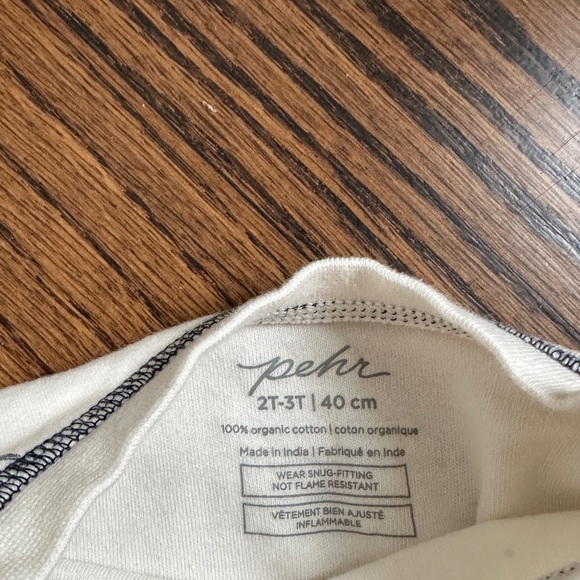 pehr
2T-3T | 40 cm
100% organic cotton | coton organique
Made in India | Fabriqué en Inde
WEAR SNUG-FITTING
NOT FLAME RESISTANT
VÊTEMENT BIEN AJUSTÉ
INFLAMMABLE